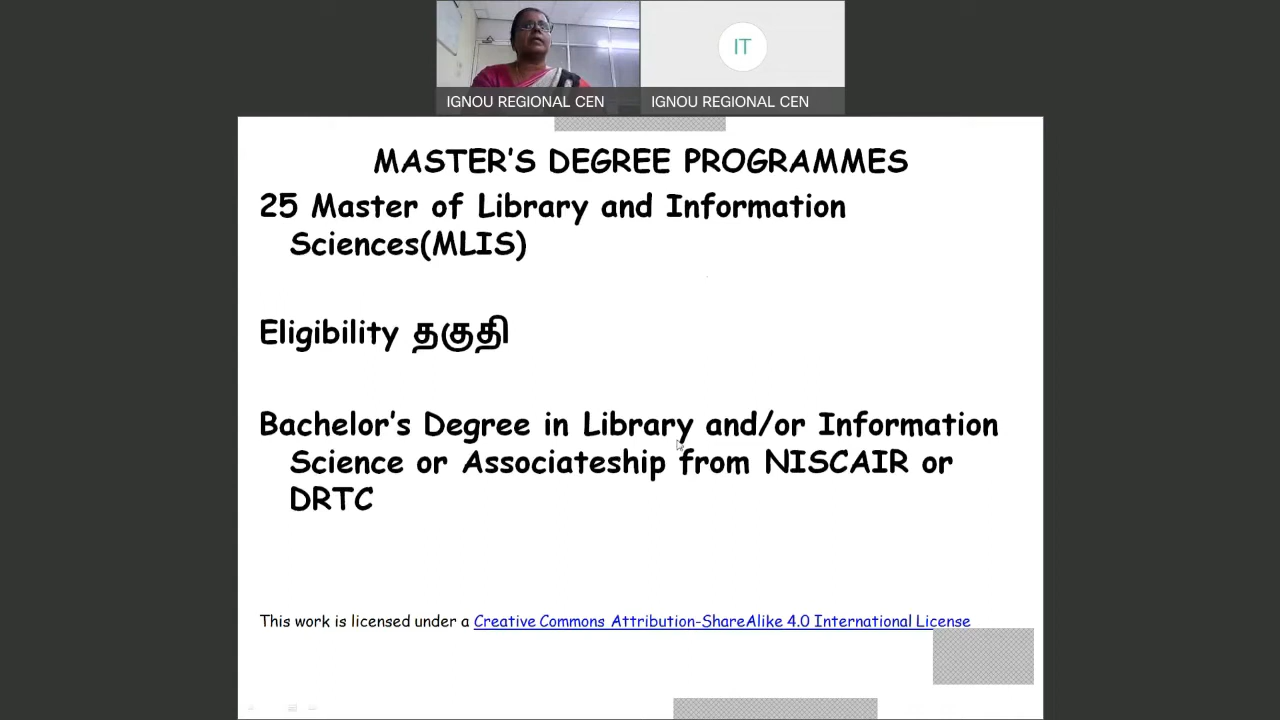 IT
IGNOU REGIONAL CEN
IGNOU REGIONAL CEN
MASTER'S DEGREE PROGRAMMES
25 Master of Library and Information
Sciences(MLIS)
Eligibility தகுதி
Bachelor's Degree in Library and/or Information
Science or Associateship from NISCAIR or
DRTC
This work is licensed under a Creative Commons Attribution-ShareAlike 4.0 International License